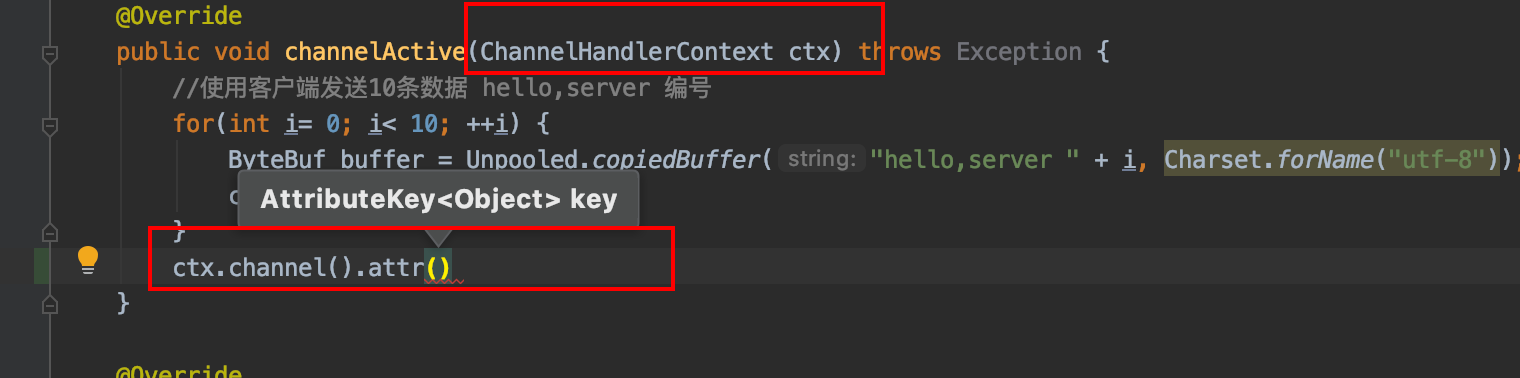 @Override
public void channelActive(ChannelHandlerContext ctx) throws Exception {
//使用客户端发送10条数据 hello,server 编号
for(int i= 0; i< 10; ++i) {
ByteBuf buffer = Unpooled.copiedBuffer( string: "hello,server " + i, Charset.forName("utf-8"));
AttributeKey<Object> key
}
ctx.channel().attr()
}
@Override